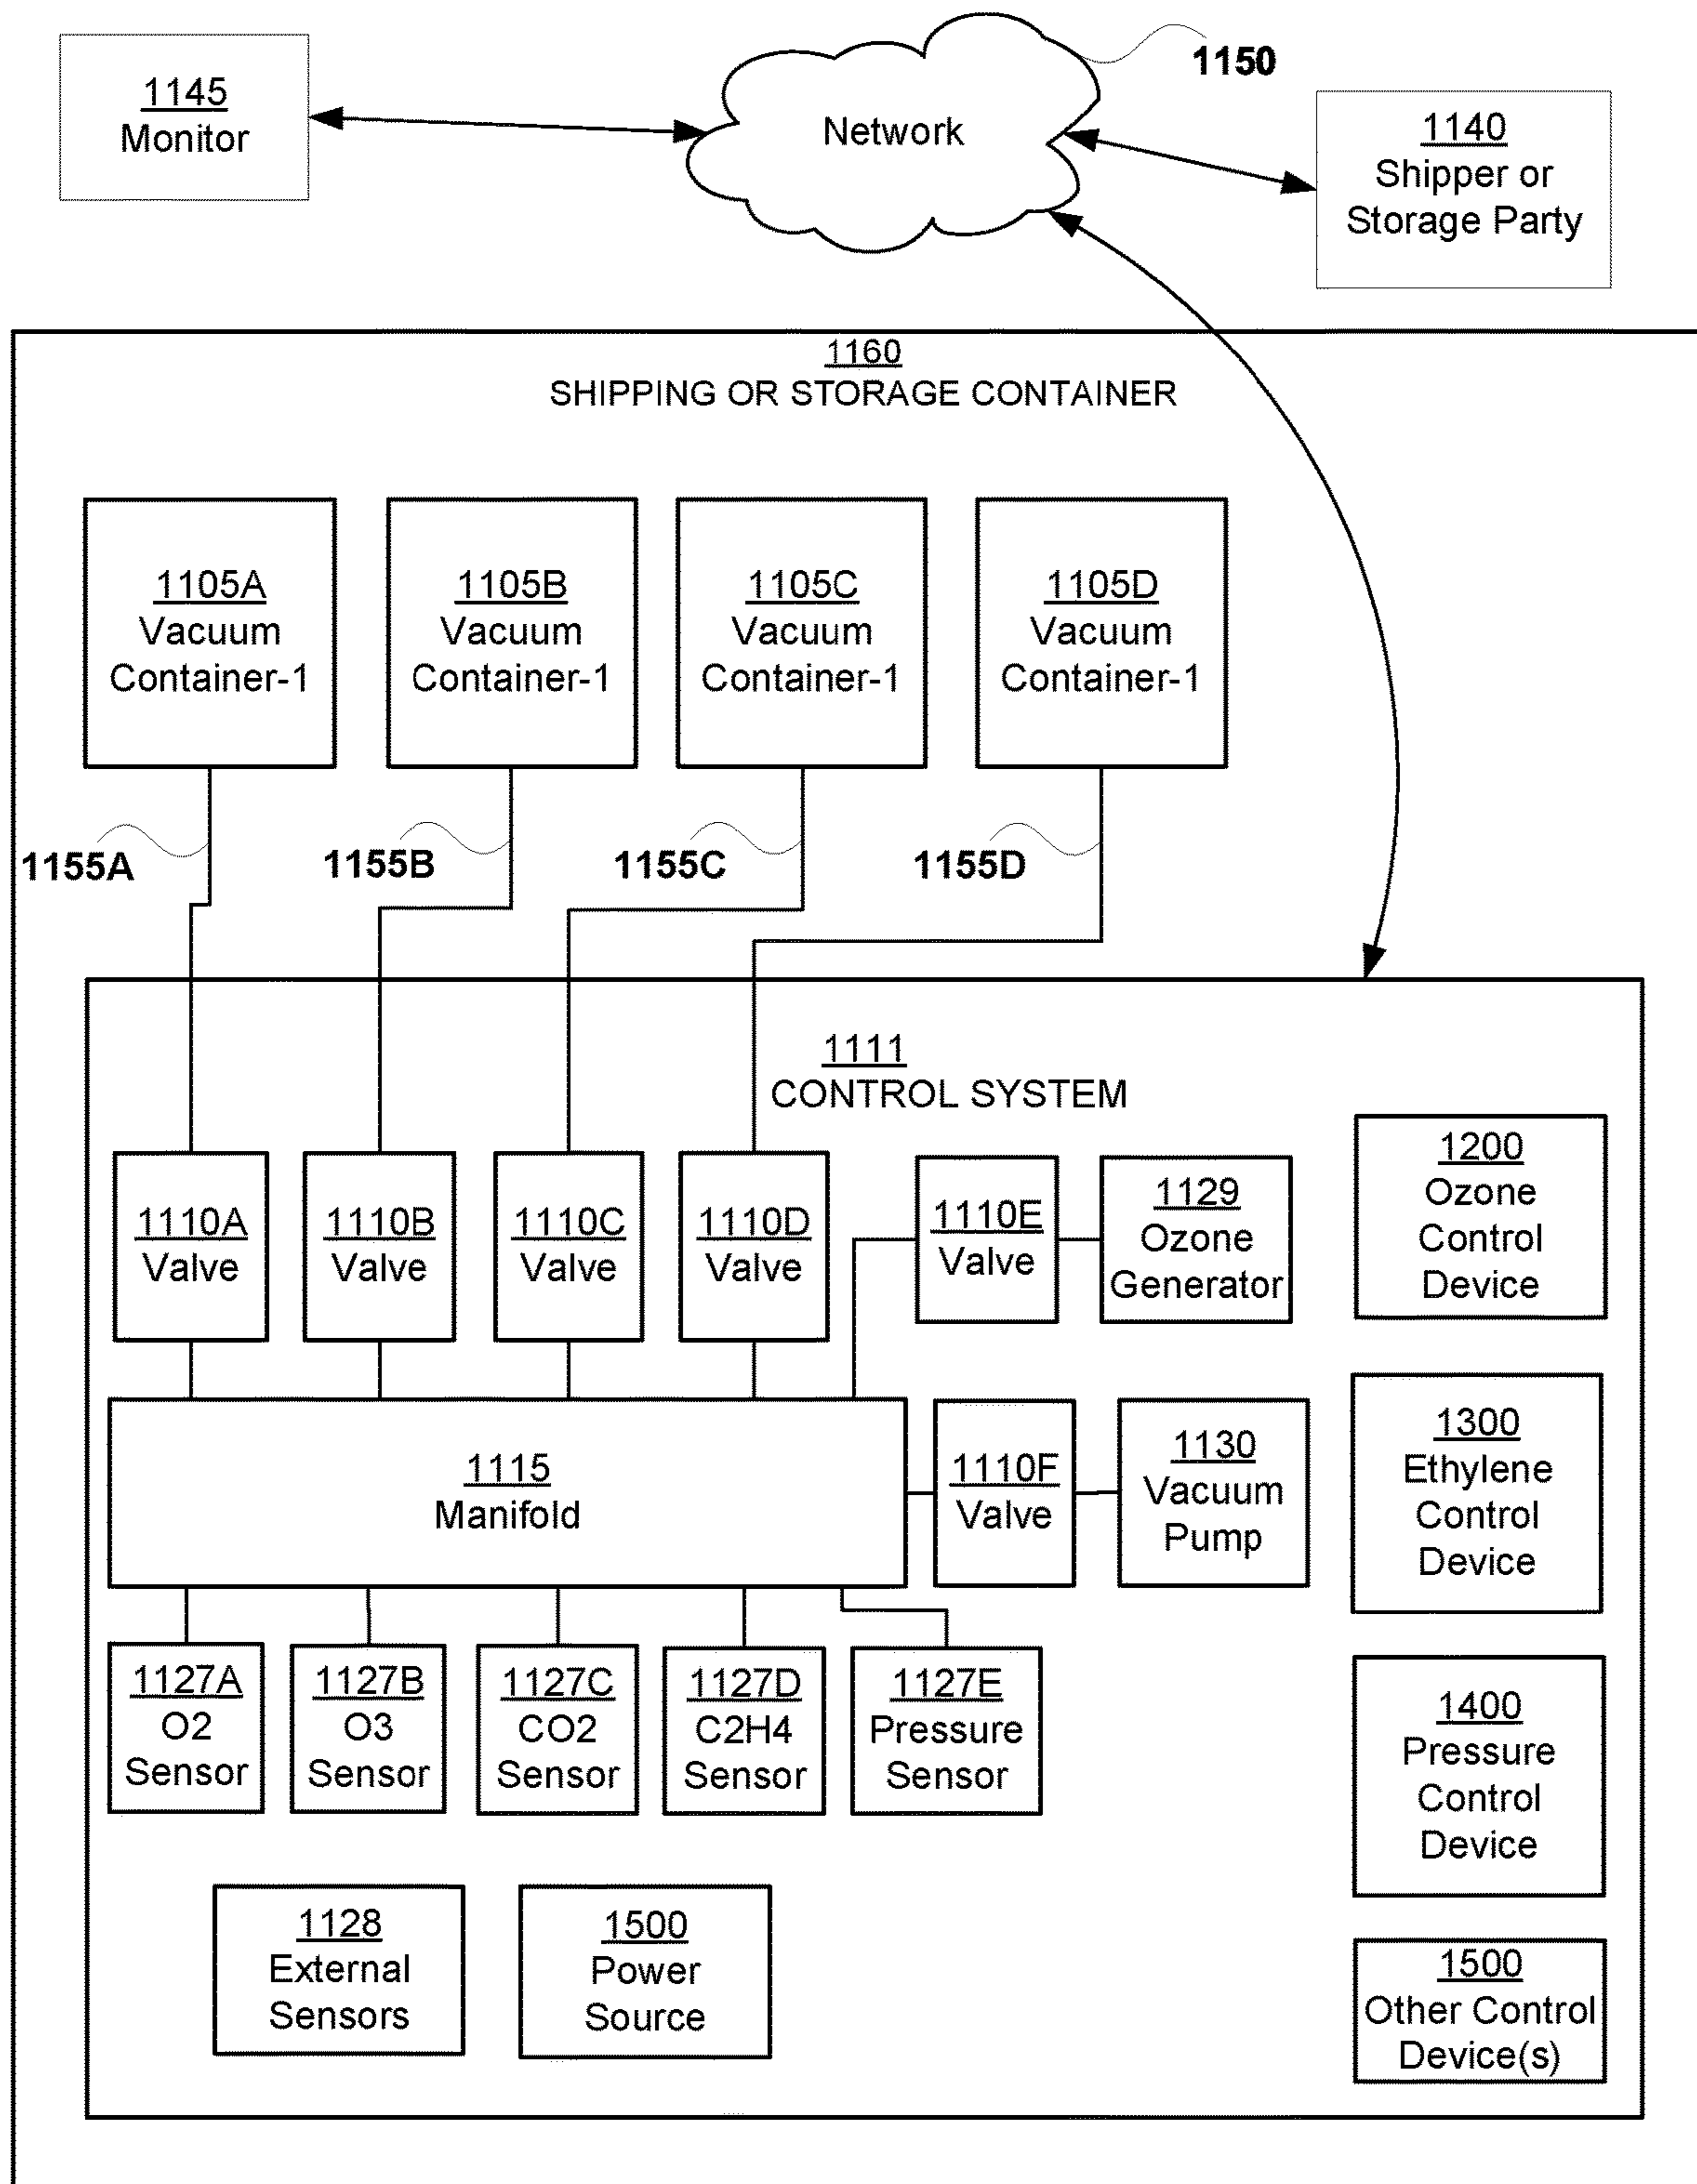 1150
1145
Monitor
Network
1140
Shipper or
Storage Party
1160
SHIPPING OR STORAGE CONTAINER
1105A
Vacuum
Container-1
1105B
Vacuum
Container-1
1105C
Vacuum
Container-1
1105D
Vacuum
Container-1
1155A
1155B
1155C
1155D
1111
CONTROL SYSTEM
1110A
Valve
1110B
Valve
1110C
Valve
1110D
Valve
1110E
Valve
1129
Ozone
Generator
1200
Ozone
Control
Device
1115
Manifold
1110F
Valve
1130
Vacuum
Pump
1300
Ethylene
Control
Device
1127A
O2
Sensor
1127B
O3
Sensor
1127C
CO2
Sensor
1127D
C2H4
Sensor
1127E
Pressure
Sensor
1400
Pressure
Control
Device
1128
External
Sensors
1500
Power
Source
1500
Other Control
Device(s)